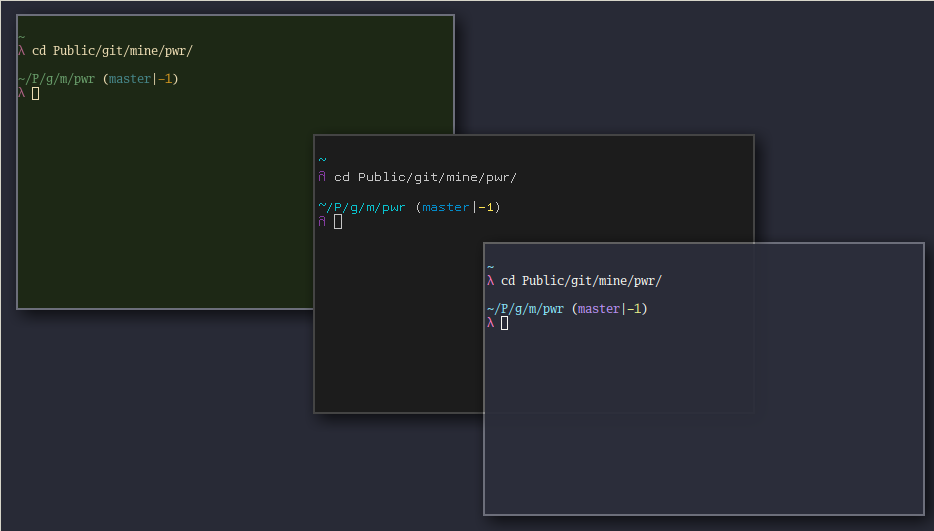 ~
λ cd Public/git/mine/pwr/
~/P/g/m/pwr (master|-1)
λ
~
cd Public/git/mine/pwr/
~/P/g/m/pwr (master|-1)
~
λ cd Public/git/mine/pwr/
~/P/g/m/pwr (master|-1)
λ